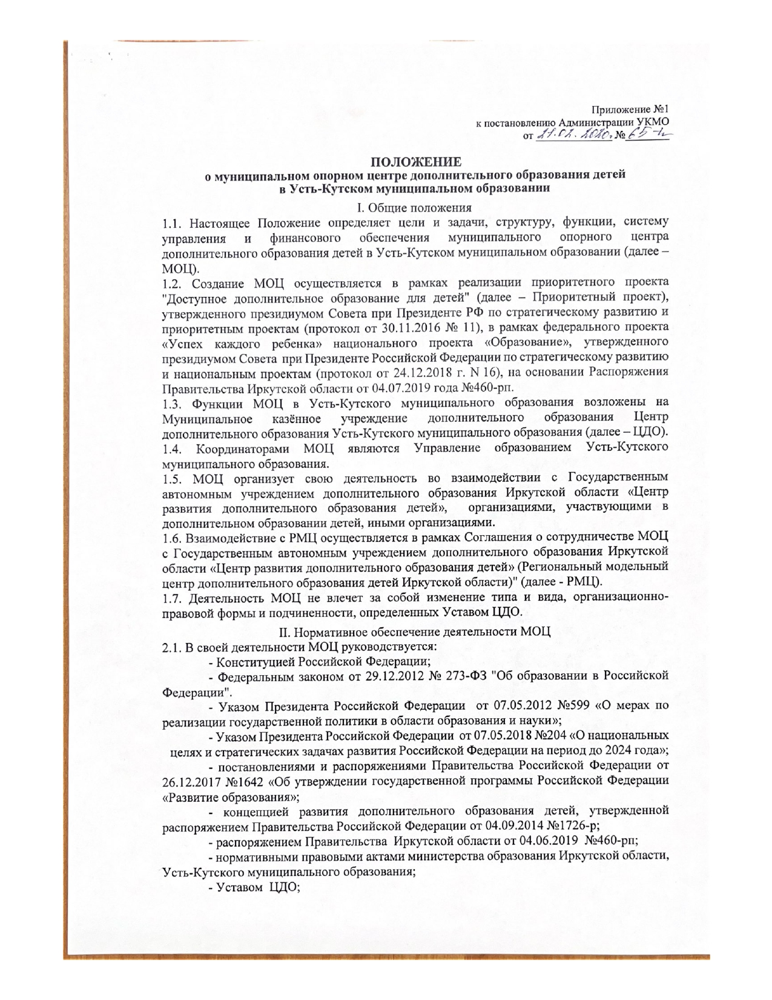 Приложение №1
к постановлению Администрации УКМО
от 21.02.2020. № 65-п
ПОЛОЖЕНИЕ
о муниципальном опорном центре дополнительного образования детей
в Усть-Кутском муниципальном образовании
I. Общие положения
1.1. Настоящее Положение определяет цели и задачи, структуру, функции, систему
управления и финансового обеспечения муниципального опорного центра
дополнительного образования детей в Усть-Кутском муниципальном образовании (далее –
МОЦ).
1.2. Создание МОЦ осуществляется в рамках реализации приоритетного проекта
"Доступное дополнительное образование для детей" (далее – Приоритетный проект),
утвержденного президиумом Совета при Президенте РФ по стратегическому развитию и
приоритетным проектам (протокол от 30.11.2016 № 11), в рамках федерального проекта
«Успех каждого ребенка» национального проекта «Образование», утвержденного
президиумом Совета при Президенте Российской Федерации по стратегическому развитию
и национальным проектам (протокол от 24.12.2018 г. N 16), на основании Распоряжения
Правительства Иркутской области от 04.07.2019 года №460-рп.
1.3. Функции МОЦ в Усть-Кутского муниципального образования возложены на
Муниципальное казённое учреждение дополнительного образования Центр
дополнительного образования Усть-Кутского муниципального образования (далее – ЦДО).
1.4. Координаторами МОЦ являются Управление образованием Усть-Кутского
муниципального образования.
1.5. МОЦ организует свою деятельность во взаимодействии с Государственным
автономным учреждением дополнительного образования Иркутской области «Центр
развития дополнительного образования детей», организациями, участвующими в
дополнительном образовании детей, иными организациями.
1.6. Взаимодействие с РМЦ осуществляется в рамках Соглашения о сотрудничестве МОЦ
с Государственным автономным учреждением дополнительного образования Иркутской
области «Центр развития дополнительного образования детей» (Региональный модельный
центр дополнительного образования детей Иркутской области)" (далее - РМЦ).
1.7. Деятельность МОЦ не влечет за собой изменение типа и вида, организационно-
правовой формы и подчиненности, определенных Уставом ЦДО.
II. Нормативное обеспечение деятельности МОЦ
2.1. В своей деятельности МОЦ руководствуется:
- Конституцией Российской Федерации;
- Федеральным законом от 29.12.2012 № 273-ФЗ "Об образовании в Российской
Федерации".
- Указом Президента Российской Федерации от 07.05.2012 №599 «О мерах по
реализации государственной политики в области образования и науки»;
- Указом Президента Российской Федерации от 07.05.2018 №204 «О национальных
целях и стратегических задачах развития Российской Федерации на период до 2024 года»;
- постановлениями и распоряжениями Правительства Российской Федерации от
26.12.2017 №1642 «Об утверждении государственной программы Российской Федерации
«Развитие образования»;
- концепцией развития дополнительного образования детей, утвержденной
распоряжением Правительства Российской Федерации от 04.09.2014 №1726-р;
- распоряжением Правительства Иркутской области от 04.06.2019 №460-рп;
- нормативными правовыми актами министерства образования Иркутской области,
Усть-Кутского муниципального образования;
- Уставом ЦДО;